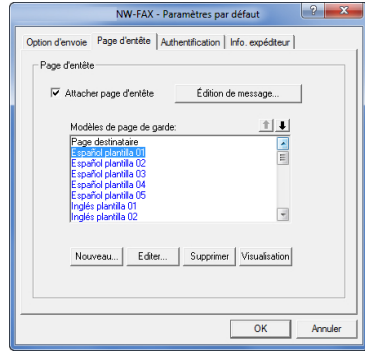 NW-FAX - Paramètres par défaut
Option d'envoie Page d'entête Authentification Info. expéditeur
Page d'entête
Attacher page d'entête Édition de message...
Modèles de page de garde:
Page destinataire
Español plantilla 01
Español plantilla 02
Español plantilla 03
Español plantilla 04
Español plantilla 05
Inglés plantilla 01
Inglés plantilla 02
Nouveau... Editer... Supprimer Visualisation
OK Annuler